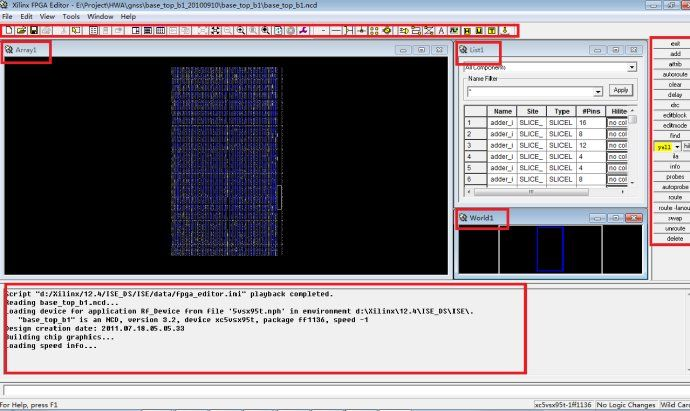 Xilinx FPGA Editor - E:\Project\HWA\gnss\base_top_b1_20100910\base_top_b1\base_top_b1.ncd
File Edit View Tools Window Help
Array1
List1
All Components
Name Filter
*
Apply
Name Site Type #Pins Hilited
1 adder_i SLICE_ SLICEL 16 no col
2 adder_i SLICE_ SLICEL 8 no col
3 adder_i SLICE_ SLICEL 12 no col
4 adder_i SLICE_ SLICEL 4 no col
5 adder_i SLICE_ SLICEL 4 no col
6 adder_i SLICE_ SLICEL 8 no col
World1
exit
add
attrib
autoroute
clear
delay
drc
editblock
editmode
find
yell hil
ila
info
probes
autoprobe
route
swap
unroute
delete
Script "d:/Xilinx/12.4/ISE_DS/ISE/data/fpga_editor.ini" playback completed.
Reading base_top_b1.ncd...
Loading device for application Rf_Device from file '5vsx95t.nph' in environment d:\Xilinx\12.4\ISE_DS\ISE\.
"base_top_b1" is an NCD, version 3.2, device xc5vsx95t, package ff1136, speed -1
Design creation date: 2011.07.18.05.05.33
Building chip graphics...
Loading speed info...
For Help, press F1
xc5vsx95t-1ff1136 No Logic Changes Wild Car